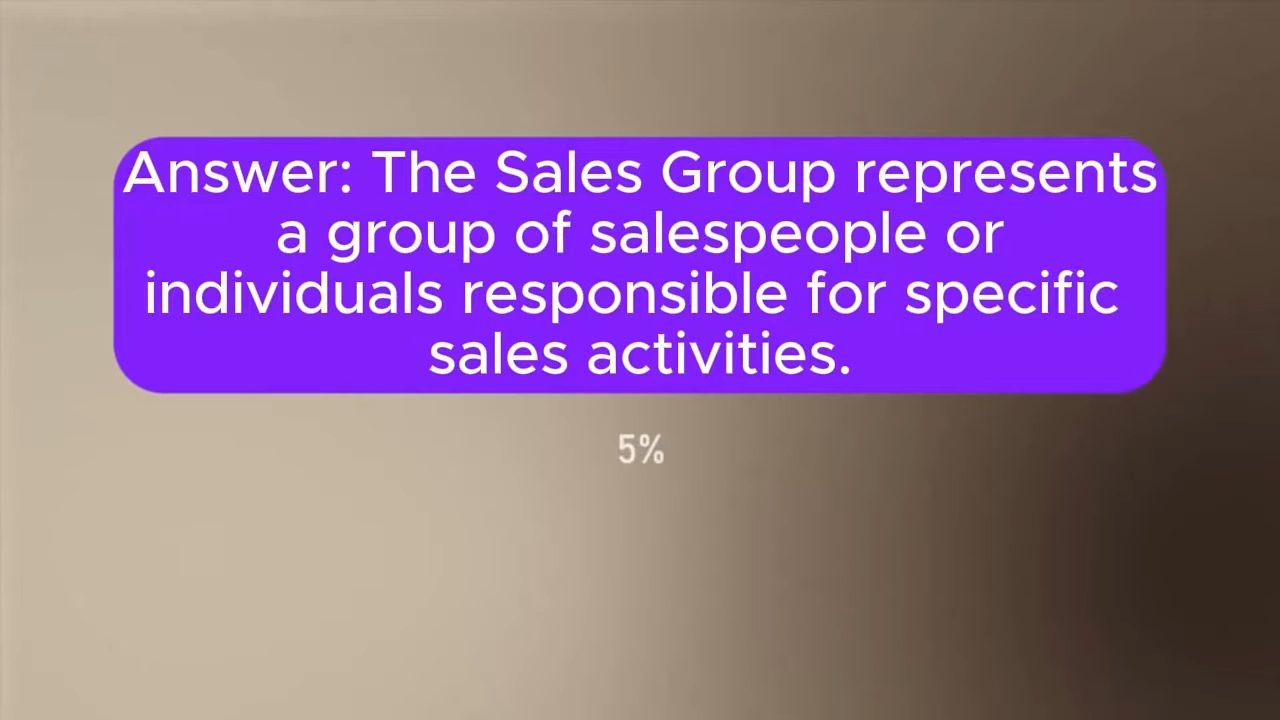 Answer: The Sales Group represents
a group of salespeople or
individuals responsible for specific
sales activities.
5%